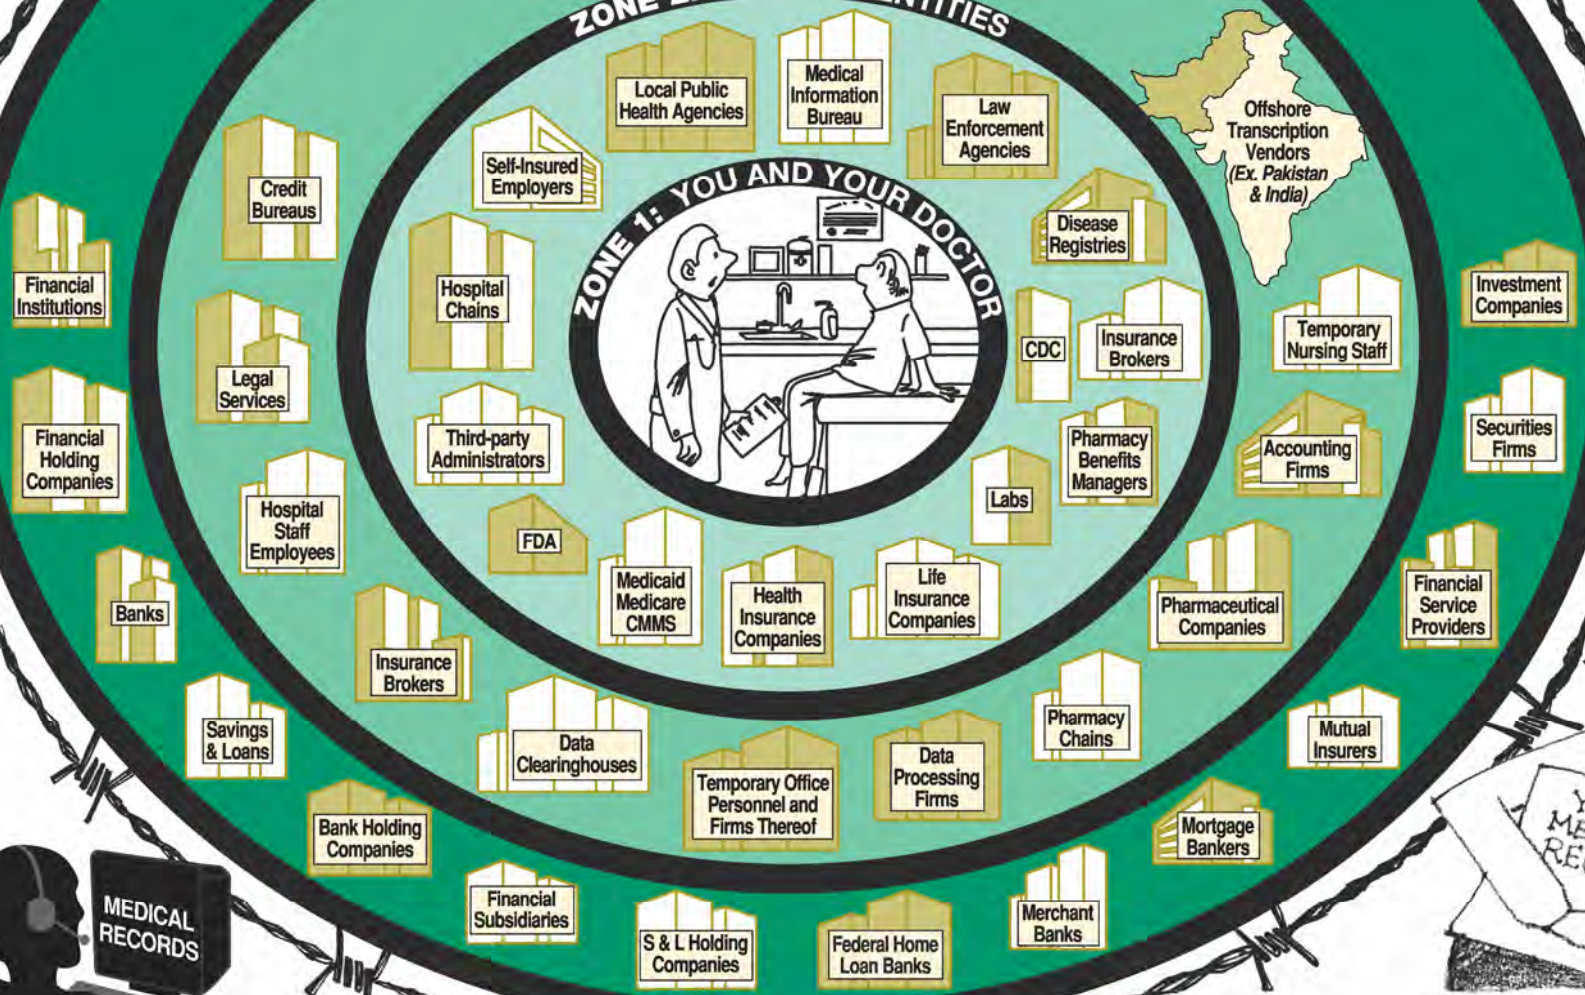 ZONE
ENTITIES
Local Public
Health Agencies
Medical
Information
Bureau
Law
Enforcement
Agencies
Offshore
Transcription
Vendors
(Ex. Pakistan
& India)
Self-Insured
Employers
Credit
Bureaus
ZONE 1: YOU AND YOUR DOCTOR
Disease
Registries
Financial
Institutions
Hospital
Chains
Investment
Companies
CDC
Insurance
Brokers
Temporary
Nursing Staff
Legal
Services
Third-party
Administrators
Pharmacy
Benefits
Managers
Accounting
Firms
Securities
Firms
Financial
Holding
Companies
Labs
Hospital
Staff
Employees
FDA
Medicaid
Medicare
CMMS
Health
Insurance
Companies
Life
Insurance
Companies
Pharmaceutical
Companies
Financial
Service
Providers
Banks
Insurance
Brokers
Savings
& Loans
Data
Clearinghouses
Temporary Office
Personnel and
Firms Thereof
Data
Processing
Firms
Pharmacy
Chains
Mutual
Insurers
Bank Holding
Companies
Mortgage
Bankers
Financial
Subsidiaries
S & L Holding
Companies
Federal Home
Loan Banks
Merchant
Banks
MEDICAL
RECORDS